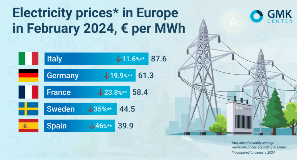 Electricity prices* in Europe
in February 2024, € per MWh
GMK
CENTER
Italy ↓11.6%** 87.6
Germany ↓19.9%** 61.3
France ↓23.8%** 58.4
Sweden ↓35%** 44.5
Spain ↓46%** 39.9